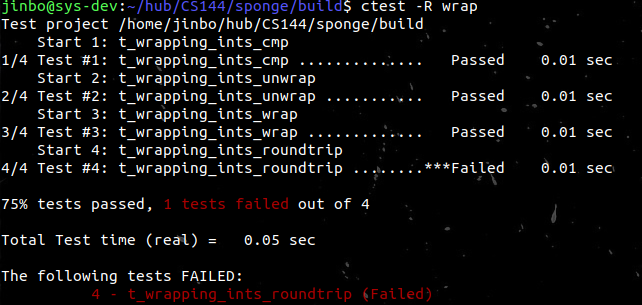 jinbo@sys-dev:~/hub/CS144/sponge/build$ ctest -R wrap
Test project /home/jinbo/hub/CS144/sponge/build
    Start 1: t_wrapping_ints_cmp
1/4 Test #1: t_wrapping_ints_cmp ..............   Passed    0.01 sec
    Start 2: t_wrapping_ints_unwrap
2/4 Test #2: t_wrapping_ints_unwrap ...........   Passed    0.01 sec
    Start 3: t_wrapping_ints_wrap
3/4 Test #3: t_wrapping_ints_wrap .............   Passed    0.01 sec
    Start 4: t_wrapping_ints_roundtrip
4/4 Test #4: t_wrapping_ints_roundtrip ........***Failed    0.01 sec

75% tests passed, 1 tests failed out of 4

Total Test time (real) =   0.05 sec

The following tests FAILED:
          4 - t_wrapping_ints_roundtrip (Failed)